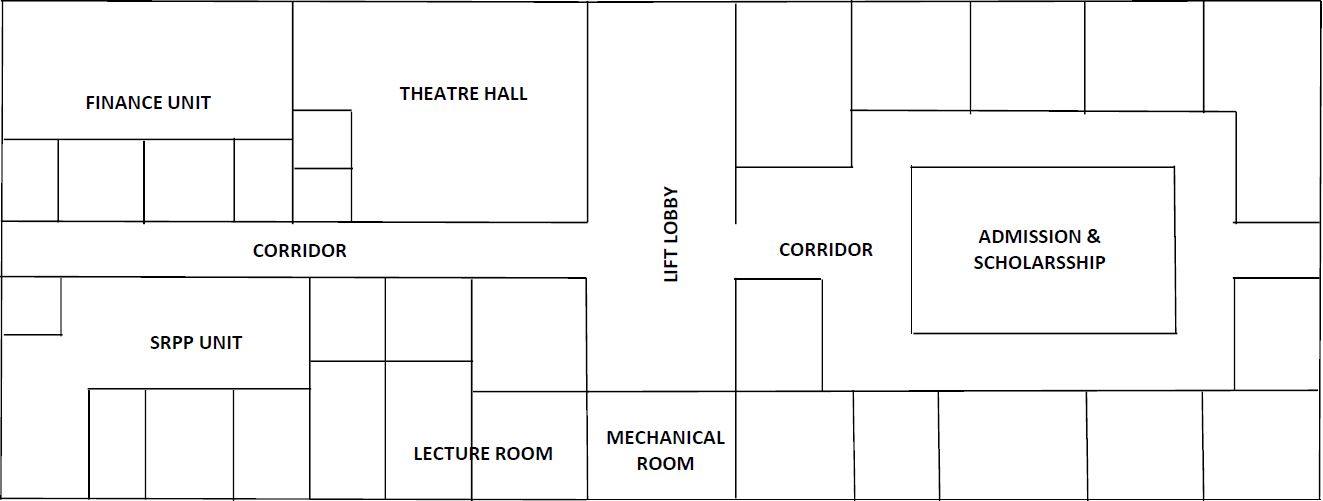 FINANCE UNIT
THEATRE HALL
CORRIDOR
LIFT LOBBY
CORRIDOR
ADMISSION &
SCHOLARSSHIP
SRPP UNIT
LECTURE ROOM
MECHANICAL
ROOM